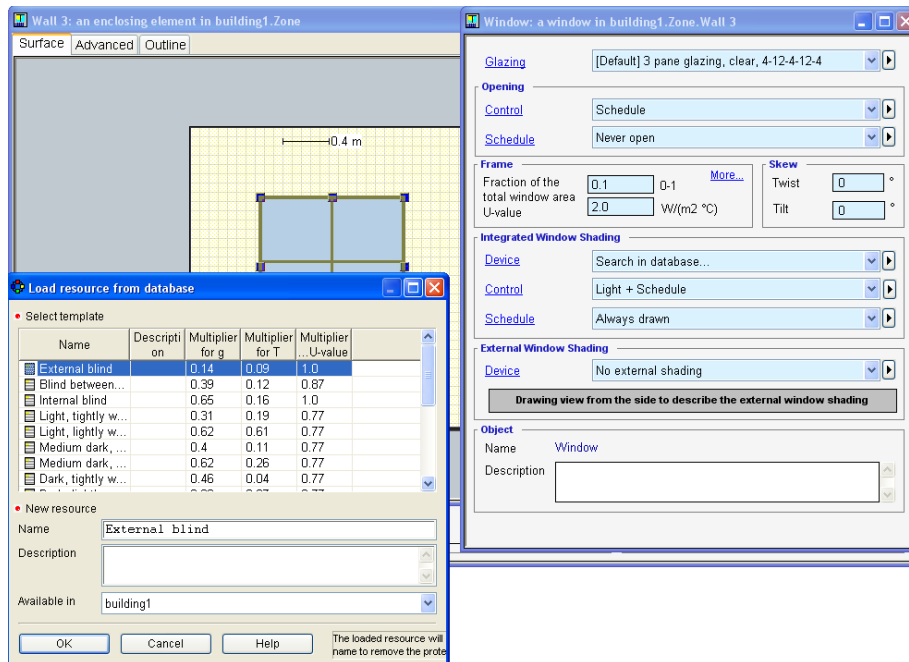 Wall 3: an enclosing element in building1.Zone
Surface Advanced Outline
0.4 m
Window: a window in building1.Zone.Wall 3
Glazing [Default] 3 pane glazing, clear, 4-12-4-12-4
Opening
Control Schedule
Schedule Never open
Frame
Fraction of the total window area 0.1 0-1 More...
U-value 2.0 W/(m2 °C)
Skew
Twist 0 °
Tilt 0 °
Integrated Window Shading
Device Search in database...
Control Light + Schedule
Schedule Always drawn
External Window Shading
Device No external shading
Drawing view from the side to describe the external window shading
Object
Name Window
Description
Load resource from database
Select template
Name Descripti on Multiplier for g Multiplier for T Multiplier ...U-value
External blind 0.14 0.09 1.0
Blind between... 0.39 0.12 0.87
Internal blind 0.65 0.16 1.0
Light, tightly w... 0.31 0.19 0.77
Light, lightly w... 0.62 0.61 0.77
Medium dark, ... 0.4 0.11 0.77
Medium dark, ... 0.62 0.26 0.77
Dark, tightly w... 0.46 0.04 0.77
New resource
Name External blind
Description
Available in building1
OK Cancel Help
The loaded resource will
name to remove the prote